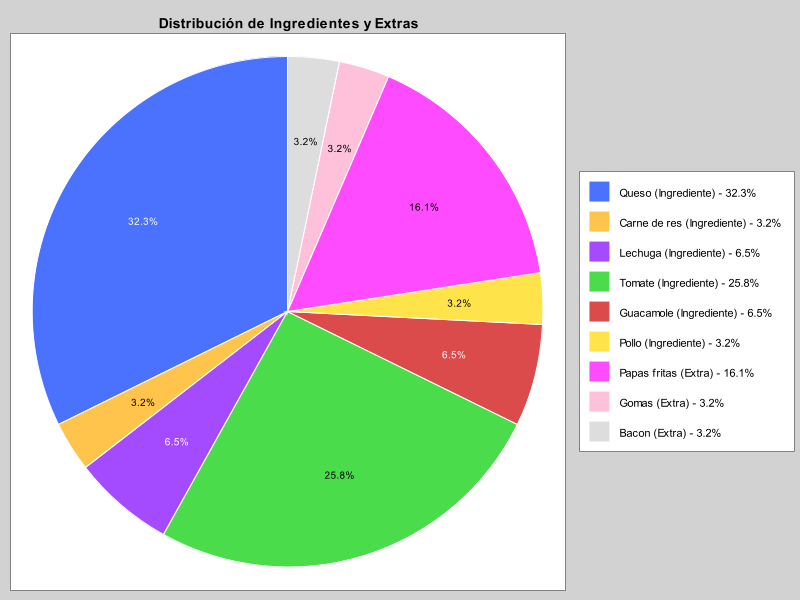 Distribución de Ingredientes y Extras
3.2%
3.2%
16.1%
32.3%
3.2%
6.5%
3.2%
6.5%
25.8%
Queso (Ingrediente) - 32.3%
Carne de res (Ingrediente) - 3.2%
Lechuga (Ingrediente) - 6.5%
Tomate (Ingrediente) - 25.8%
Guacamole (Ingrediente) - 6.5%
Pollo (Ingrediente) - 3.2%
Papas fritas (Extra) - 16.1%
Gomas (Extra) - 3.2%
Bacon (Extra) - 3.2%